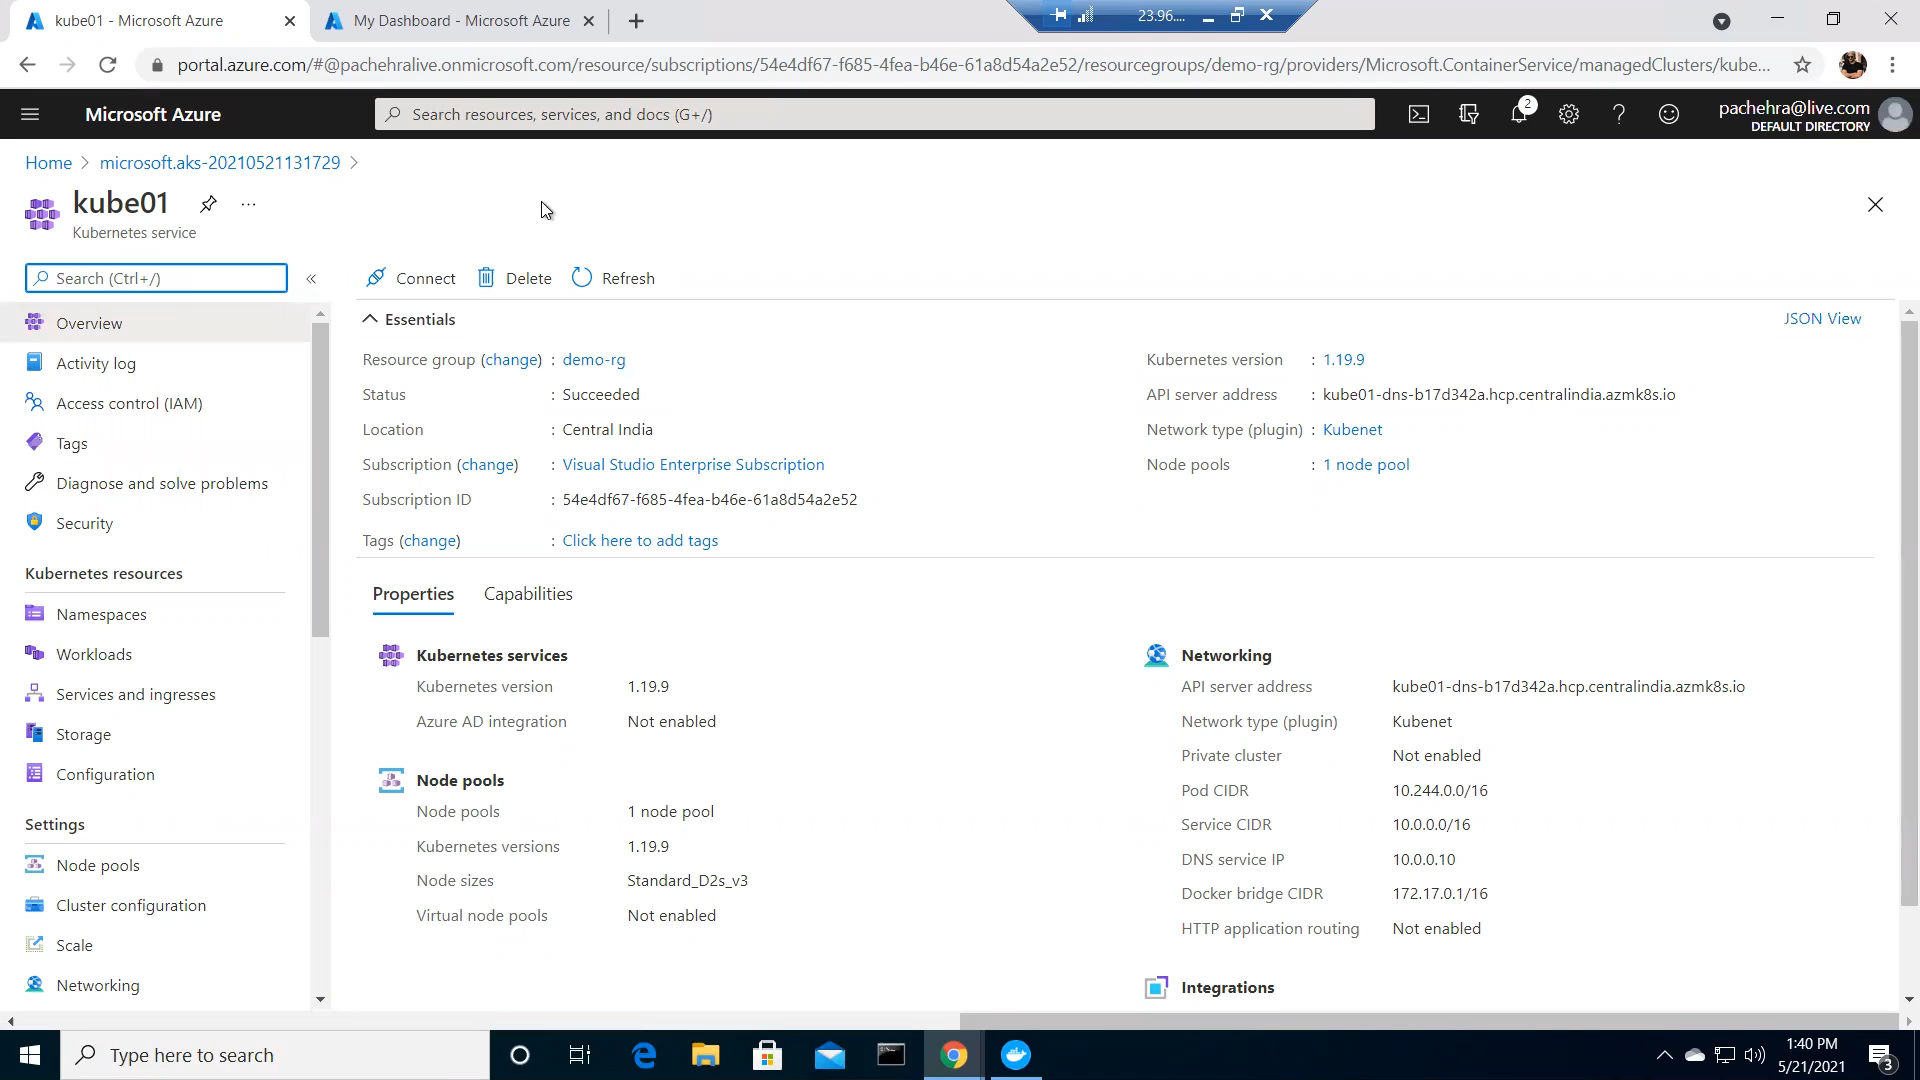 kube01 - Microsoft Azure
My Dashboard - Microsoft Azure
23.96....
portal.azure.com/#@pachehralive.onmicrosoft.com/resource/subscriptions/54e4df67-f685-4fea-b46e-61a8d54a2e52/resourcegroups/demo-rg/providers/Microsoft.ContainerService/managedClusters/kube...
Microsoft Azure
Search resources, services, and docs (G+/)
2
pachehra@live.com
DEFAULT DIRECTORY
Home > microsoft.aks-20210521131729 >
kube01
Kubernetes service
Search (Ctrl+/)
Connect Delete Refresh
Overview
Activity log
Access control (IAM)
Tags
Diagnose and solve problems
Security
Kubernetes resources
Namespaces
Workloads
Services and ingresses
Storage
Configuration
Settings
Node pools
Cluster configuration
Scale
Networking
Essentials
JSON View
Resource group (change) : demo-rg
Status : Succeeded
Location : Central India
Subscription (change) : Visual Studio Enterprise Subscription
Subscription ID : 54e4df67-f685-4fea-b46e-61a8d54a2e52
Tags (change) : Click here to add tags
Kubernetes version : 1.19.9
API server address : kube01-dns-b17d342a.hcp.centralindia.azmk8s.io
Network type (plugin) : Kubenet
Node pools : 1 node pool
Properties Capabilities
Kubernetes services
Kubernetes version 1.19.9
Azure AD integration Not enabled
Node pools
Node pools 1 node pool
Kubernetes versions 1.19.9
Node sizes Standard_D2s_v3
Virtual node pools Not enabled
Networking
API server address kube01-dns-b17d342a.hcp.centralindia.azmk8s.io
Network type (plugin) Kubenet
Private cluster Not enabled
Pod CIDR 10.244.0.0/16
Service CIDR 10.0.0.0/16
DNS service IP 10.0.0.10
Docker bridge CIDR 172.17.0.1/16
HTTP application routing Not enabled
Integrations
Type here to search
1:40 PM
5/21/2021
3